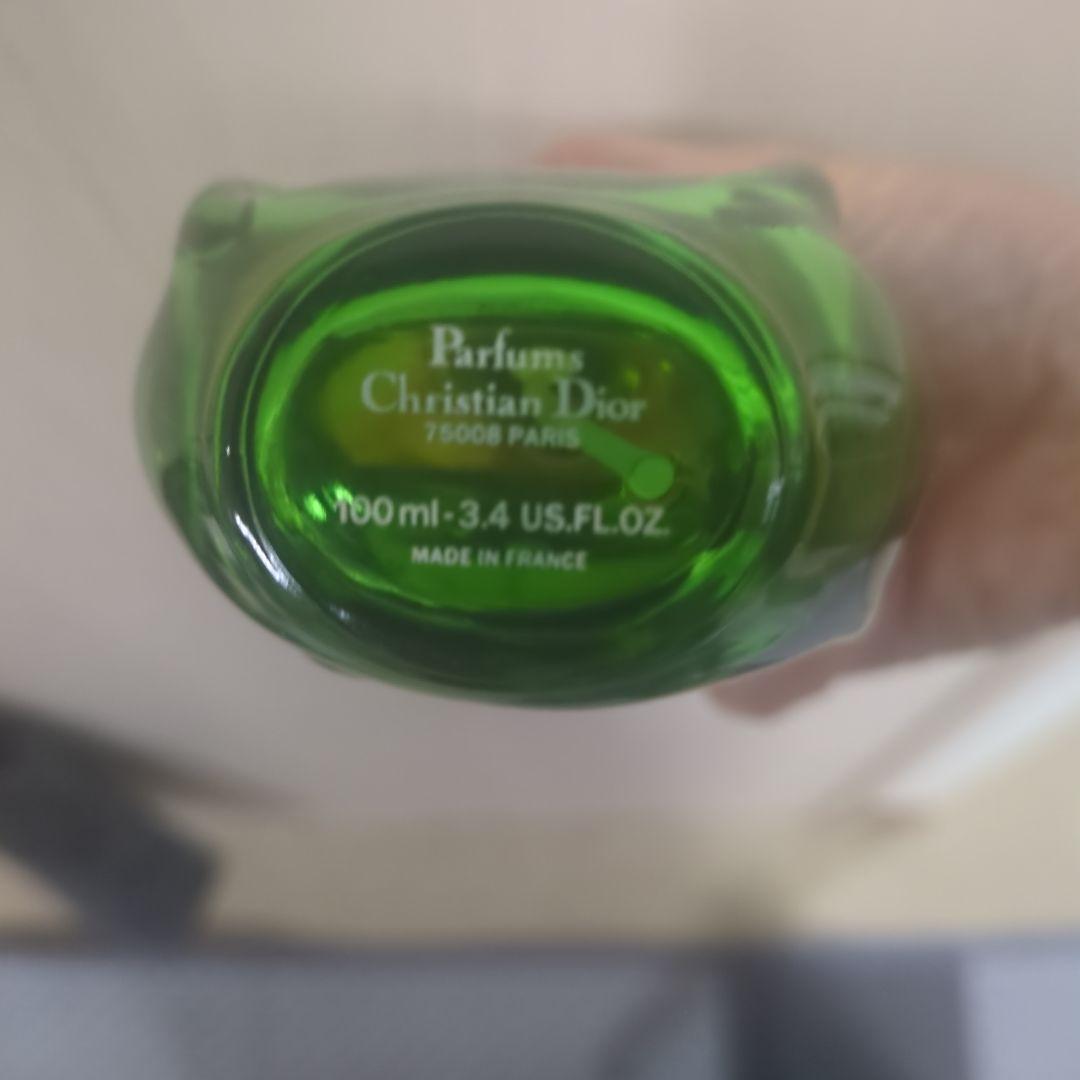 Parfums
Christian Dior
75008 PARIS
100 ml - 3.4 US.FL.OZ.
MADE IN FRANCE